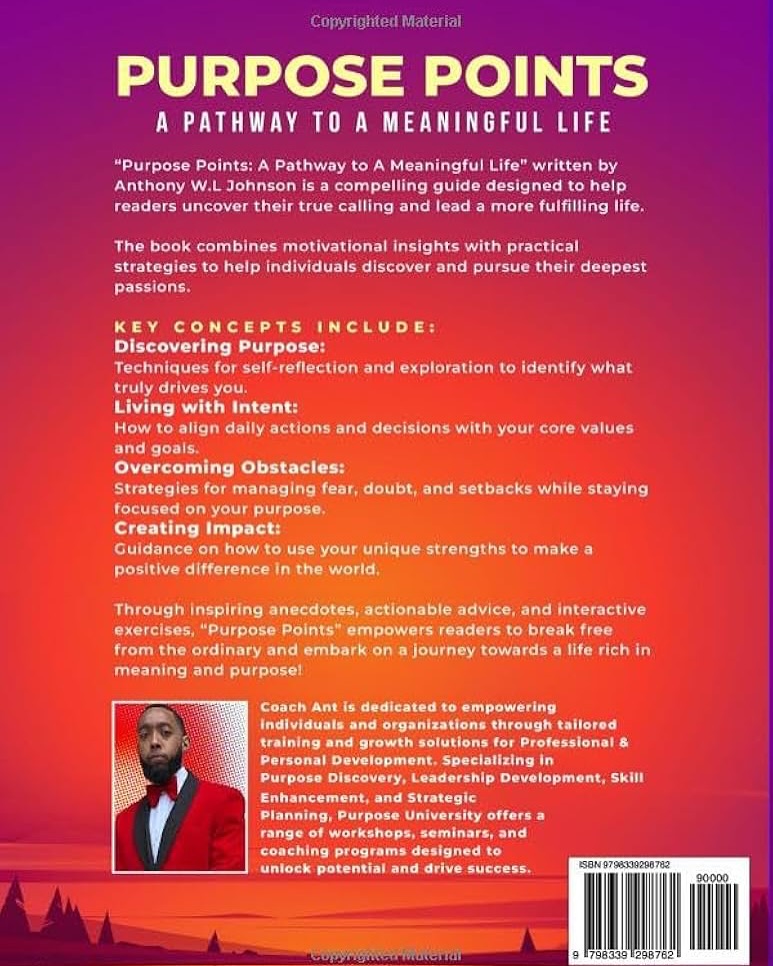 Copyrighted Material
PURPOSE POINTS
A PATHWAY TO A MEANINGFUL LIFE
“Purpose Points: A Pathway to A Meaningful Life” written by
Anthony W.L Johnson is a compelling guide designed to help
readers uncover their true calling and lead a more fulfilling life.
The book combines motivational insights with practical
strategies to help individuals discover and pursue their deepest
passions.
KEY CONCEPTS INCLUDE:
Discovering Purpose:
Techniques for self-reflection and exploration to identify what
truly drives you.
Living with Intent:
How to align daily actions and decisions with your core values
and goals.
Overcoming Obstacles:
Strategies for managing fear, doubt, and setbacks while staying
focused on your purpose.
Creating Impact:
Guidance on how to use your unique strengths to make a
positive difference in the world.
Through inspiring anecdotes, actionable advice, and interactive
exercises, “Purpose Points” empowers readers to break free
from the ordinary and embark on a journey towards a life rich in
meaning and purpose!
Coach Ant is dedicated to empowering
individuals and organizations through tailored
training and growth solutions for Professional &
Personal Development. Specializing in
Purpose Discovery, Leadership Development, Skill
Enhancement, and Strategic
Planning, Purpose University offers a
range of workshops, seminars, and
coaching programs designed to
unlock potential and drive success.
ISBN 9798339298762
90000
9 798339 298762
Copyrighted Material